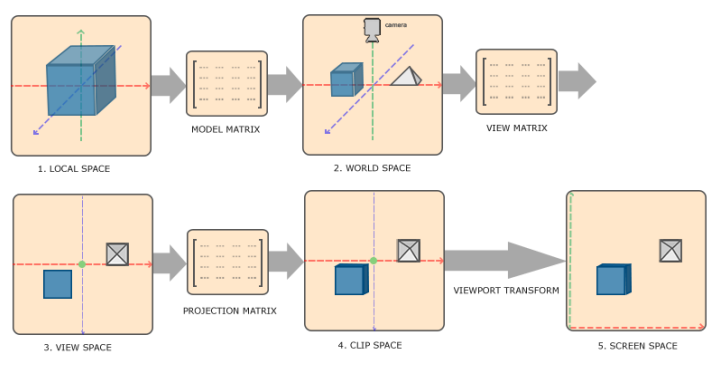 camera
MODEL MATRIX
VIEW MATRIX
1. LOCAL SPACE
2. WORLD SPACE
PROJECTION MATRIX
VIEWPORT TRANSFORM
3. VIEW SPACE
4. CLIP SPACE
5. SCREEN SPACE